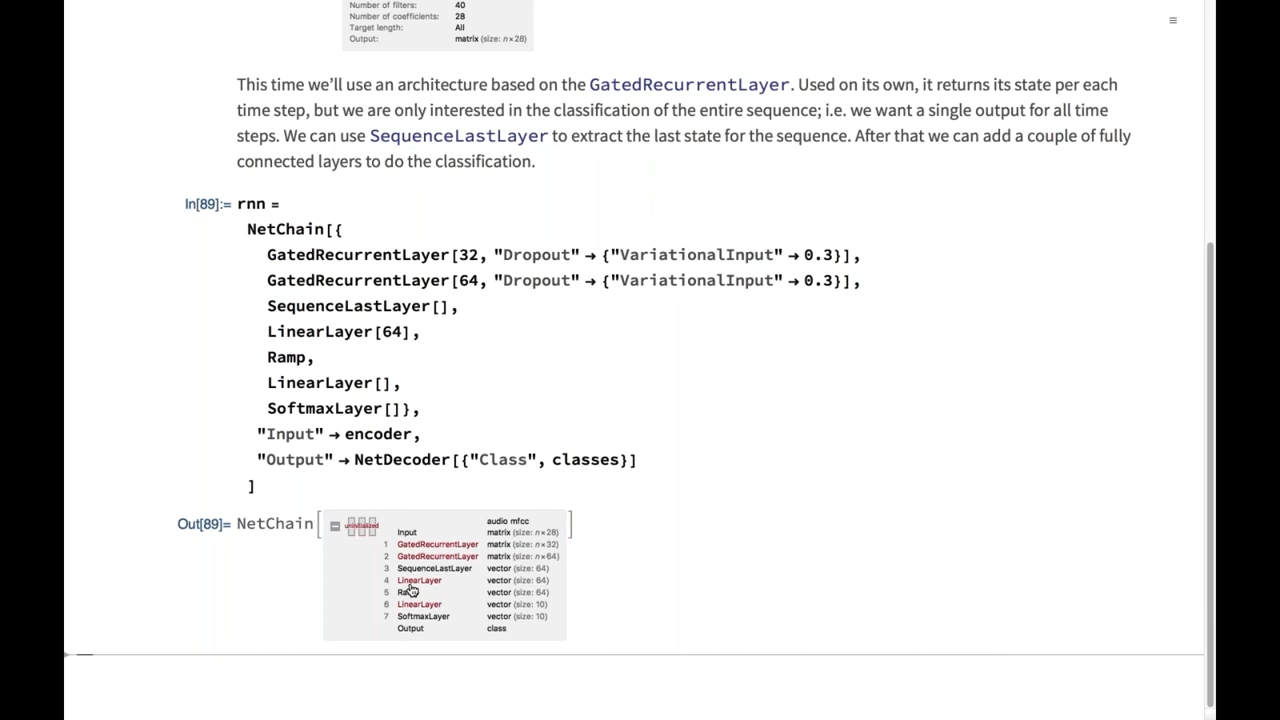 Number of filters: 40
Number of coefficients: 28
Target length: All
Output: matrix (size: n×28)
This time we'll use an architecture based on the GatedRecurrentLayer. Used on its own, it returns its state per each
time step, but we are only interested in the classification of the entire sequence; i.e. we want a single output for all time
steps. We can use SequenceLastLayer to extract the last state for the sequence. After that we can add a couple of fully
connected layers to do the classification.
In[89]:= rnn =
NetChain[{
GatedRecurrentLayer[32, "Dropout" → {"VariationalInput" → 0.3}],
GatedRecurrentLayer[64, "Dropout" → {"VariationalInput" → 0.3}],
SequenceLastLayer[],
LinearLayer[64],
Ramp,
LinearLayer[],
SoftmaxLayer[]},
"Input" → encoder,
"Output" → NetDecoder[{"Class", classes}]
]
Out[89]= NetChain[ uninitialized ]
audio mfcc
Input matrix (size: n×28)
1 GatedRecurrentLayer matrix (size: n×32)
2 GatedRecurrentLayer matrix (size: n×64)
3 SequenceLastLayer vector (size: 64)
4 LinearLayer vector (size: 64)
5 vector (size: 64)
6 LinearLayer vector (size: 10)
7 SoftmaxLayer vector (size: 10)
Output class